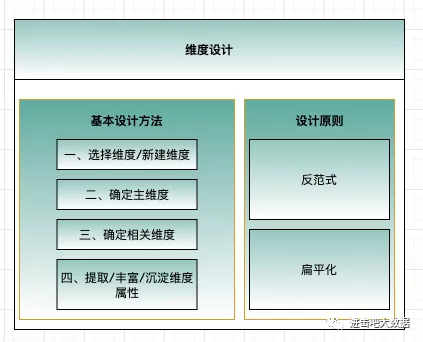 维度设计
基本设计方法
一、选择维度/新建维度
二、确定主维度
三、确定相关维度
四、提取/丰富/沉淀维度
属性
设计原则
反范式
扁平化
进击吧大数据